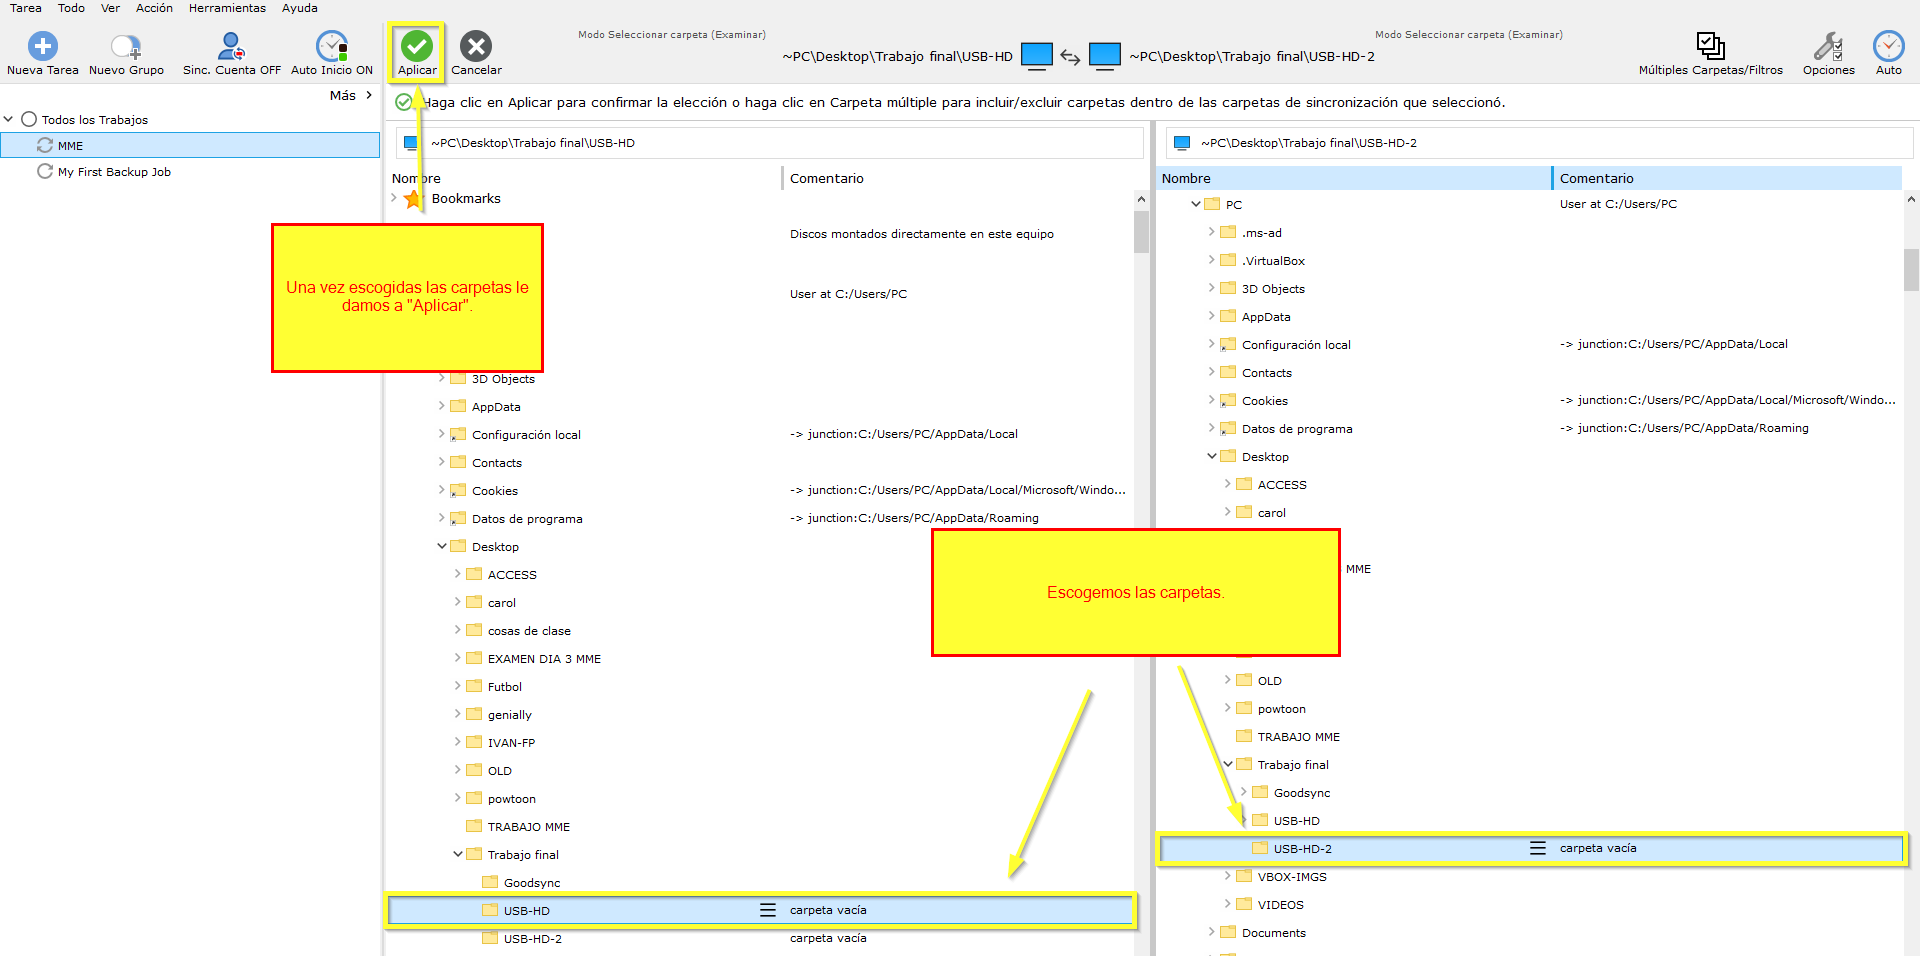 Tarea Todo Ver Acción Herramientas Ayuda
Nueva Tarea Nuevo Grupo Sinc. Cuenta OFF Auto Inicio ON Aplicar Cancelar
Modo Seleccionar carpeta (Examinar)
~PC\Desktop\Trabajo final\USB-HD
Modo Seleccionar carpeta (Examinar)
~PC\Desktop\Trabajo final\USB-HD-2
Múltiples Carpetas/Filtros Opciones Auto
Más >
Todos los Trabajos
MME
My First Backup Job
Haga clic en Aplicar para confirmar la elección o haga clic en Carpeta múltiple para incluir/excluir carpetas dentro de las carpetas de sincronización que seleccionó.
~PC\Desktop\Trabajo final\USB-HD
Nombre Comentario
Bookmarks
Discos montados directamente en este equipo
User at C:/Users/PC
Una vez escogidas las carpetas le
damos a "Aplicar".
3D Objects
AppData
Configuración local -> junction:C:/Users/PC/AppData/Local
Contacts
Cookies -> junction:C:/Users/PC/AppData/Local/Microsoft/Windo...
Datos de programa -> junction:C:/Users/PC/AppData/Roaming
Desktop
ACCESS
carol
cosas de clase
EXAMEN DIA 3 MME
Futbol
genially
IVAN-FP
OLD
powtoon
TRABAJO MME
Trabajo final
Goodsync
USB-HD carpeta vacía
USB-HD-2 carpeta vacía
~PC\Desktop\Trabajo final\USB-HD-2
Nombre Comentario
PC User at C:/Users/PC
.ms-ad
.VirtualBox
3D Objects
AppData
Configuración local -> junction:C:/Users/PC/AppData/Local
Contacts
Cookies -> junction:C:/Users/PC/AppData/Local/Microsoft/Windo...
Datos de programa -> junction:C:/Users/PC/AppData/Roaming
Desktop
ACCESS
carol
MME
Escogemos las carpetas.
OLD
powtoon
TRABAJO MME
Trabajo final
Goodsync
USB-HD
USB-HD-2 carpeta vacía
VBOX-IMGS
VIDEOS
Documents